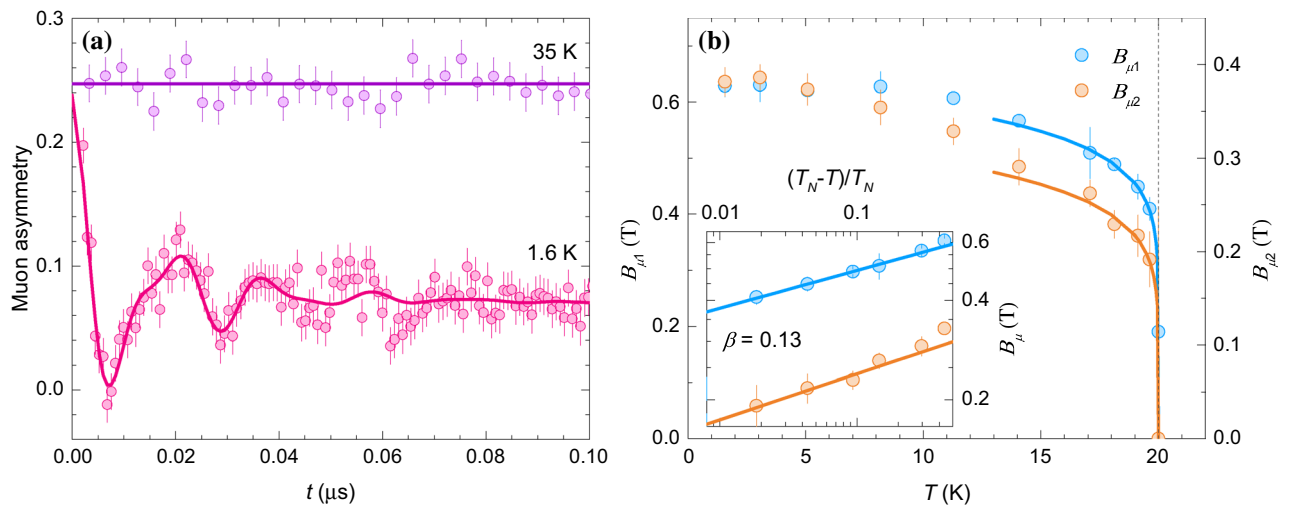 (a)
35 K
1.6 K
Muon asymmetry
0.3
0.2
0.1
0.0
0.00 0.02 0.04 0.06 0.08 0.10
t (μs)
(b)
Bμ1
Bμ2
Bμ1 (T)
0.6
0.4
0.2
0.0
Bμ2 (T)
0.4
0.3
0.2
0.1
0.0
(TN-T)/TN
0.01 0.1
0.6
0.4
0.2
Bμ (T)
β = 0.13
0 5 10 15 20
T (K)